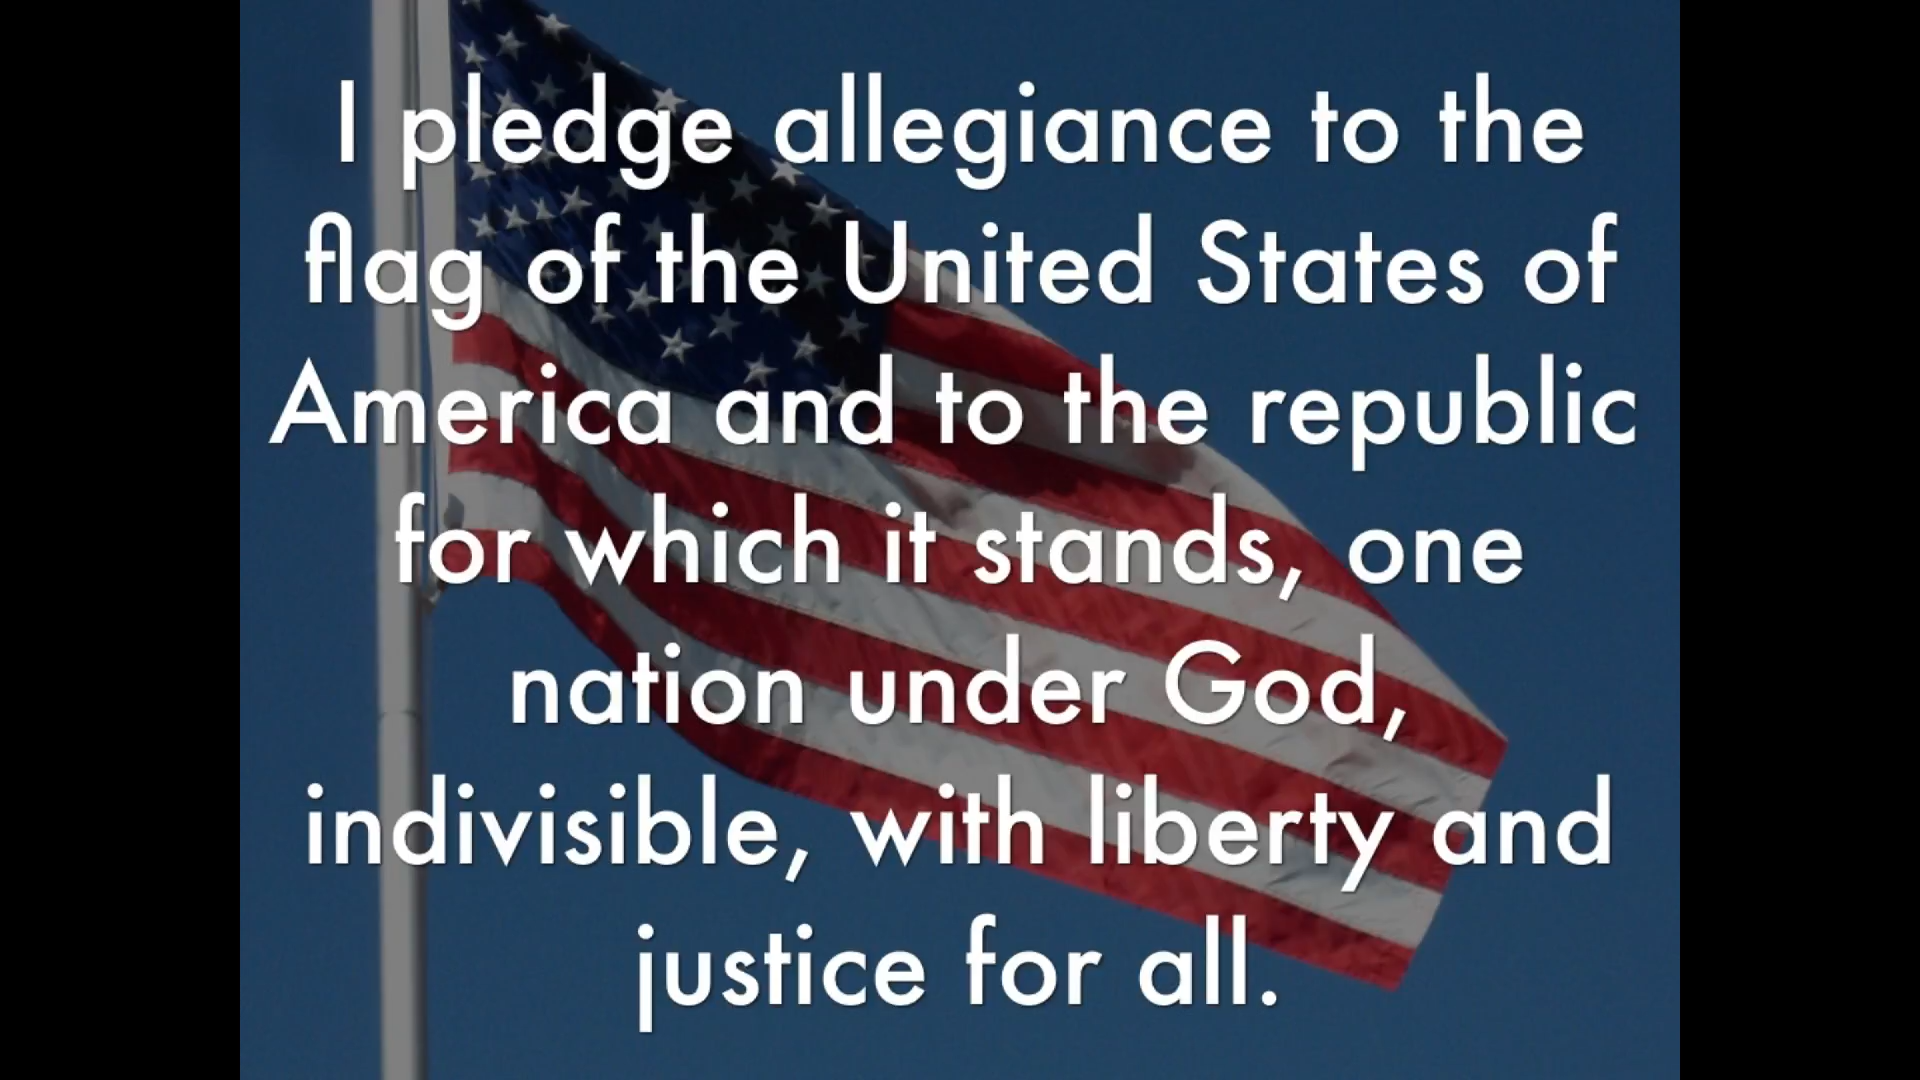 I pledge allegiance to the
flag of the United States of
America and to the republic
for which it stands, one
nation under God,
indivisible, with liberty and
justice for all.